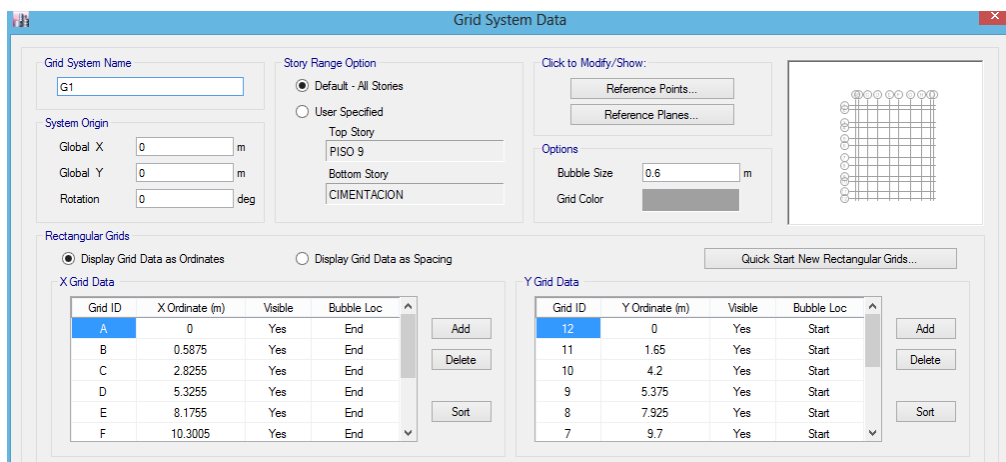 Grid System Data
Grid System Name
G1
System Origin
Global X 0 m
Global Y 0 m
Rotation 0 deg
Story Range Option
Default - All Stories
User Specified
Top Story
PISO 9
Bottom Story
CIMENTACION
Click to Modify/Show:
Reference Points...
Reference Planes...
Options
Bubble Size 0.6 m
Grid Color
Rectangular Grids
Display Grid Data as Ordinates Display Grid Data as Spacing Quick Start New Rectangular Grids...
X Grid Data
Grid ID X Ordinate (m) Visible Bubble Loc
A 0 Yes End
B 0.5875 Yes End
C 2.8255 Yes End
D 5.3255 Yes End
E 8.1755 Yes End
F 10.3005 Yes End
Add
Delete
Sort
Y Grid Data
Grid ID Y Ordinate (m) Visible Bubble Loc
12 0 Yes Start
11 1.65 Yes Start
10 4.2 Yes Start
9 5.375 Yes Start
8 7.925 Yes Start
7 9.7 Yes Start
Add
Delete
Sort